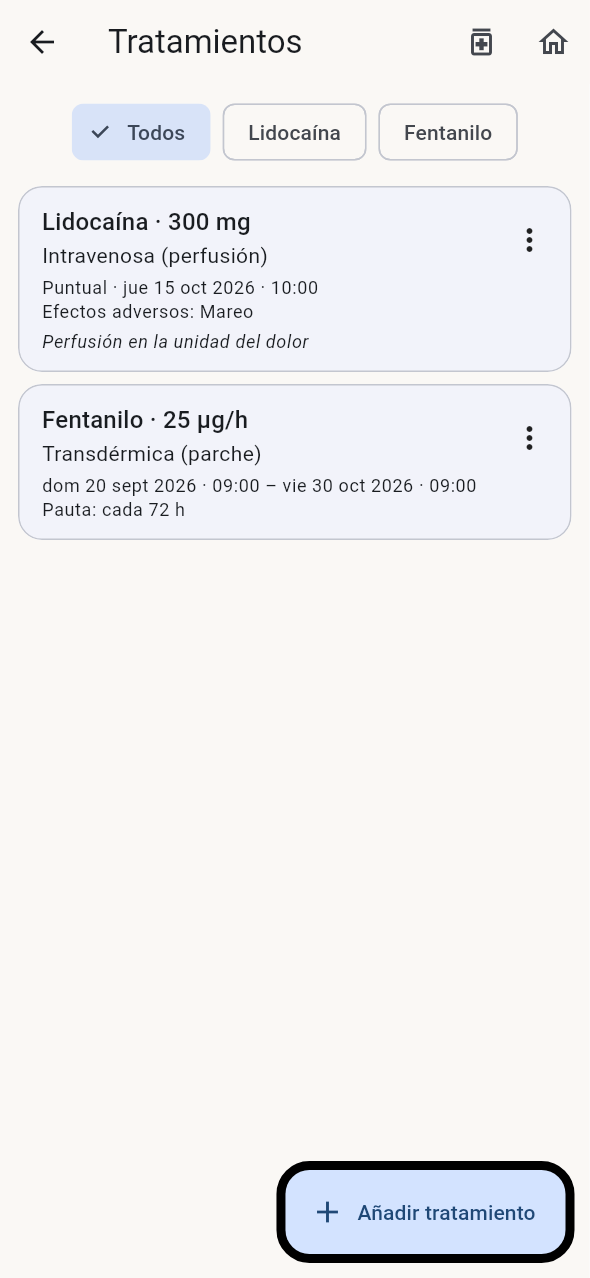 Tratamientos
Todos
Lidocaína
Fentanilo
Lidocaína · 300 mg
Intravenosa (perfusión)
Puntual · jue 15 oct 2026 · 10:00
Efectos adversos: Mareo
Perfusión en la unidad del dolor
Fentanilo · 25 µg/h
Transdérmica (parche)
dom 20 sept 2026 · 09:00 – vie 30 oct 2026 · 09:00
Pauta: cada 72 h
Añadir tratamiento